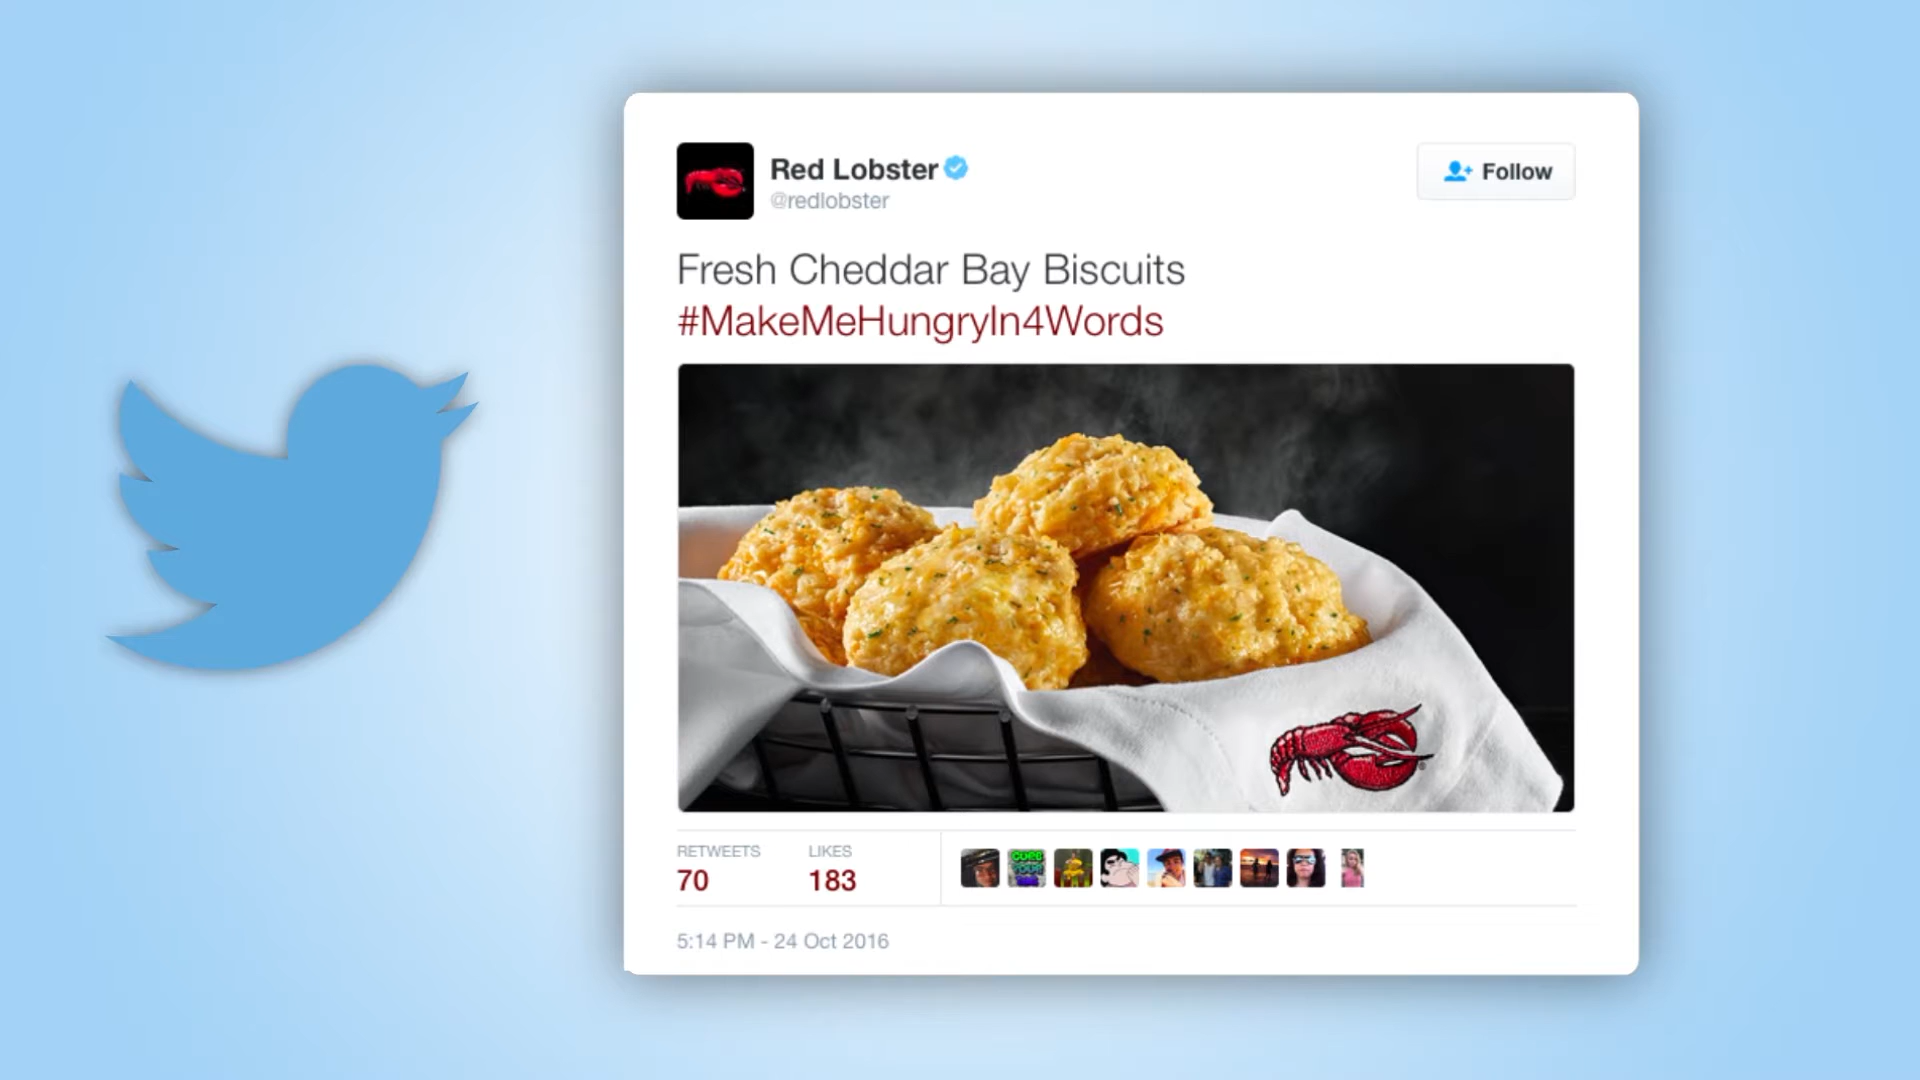 Red Lobster
@redlobster
Follow
Fresh Cheddar Bay Biscuits
#MakeMeHungryIn4Words
RETWEETS
LIKES
70
183
5:14 PM - 24 Oct 2016